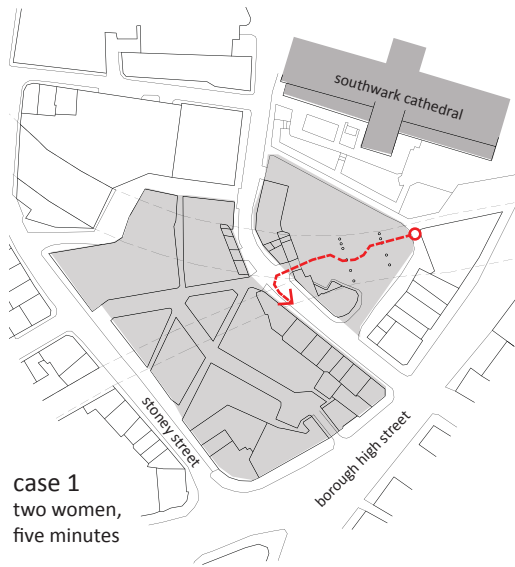 southwark cathedral
stoney street
borough high street
case 1
two women,
five minutes